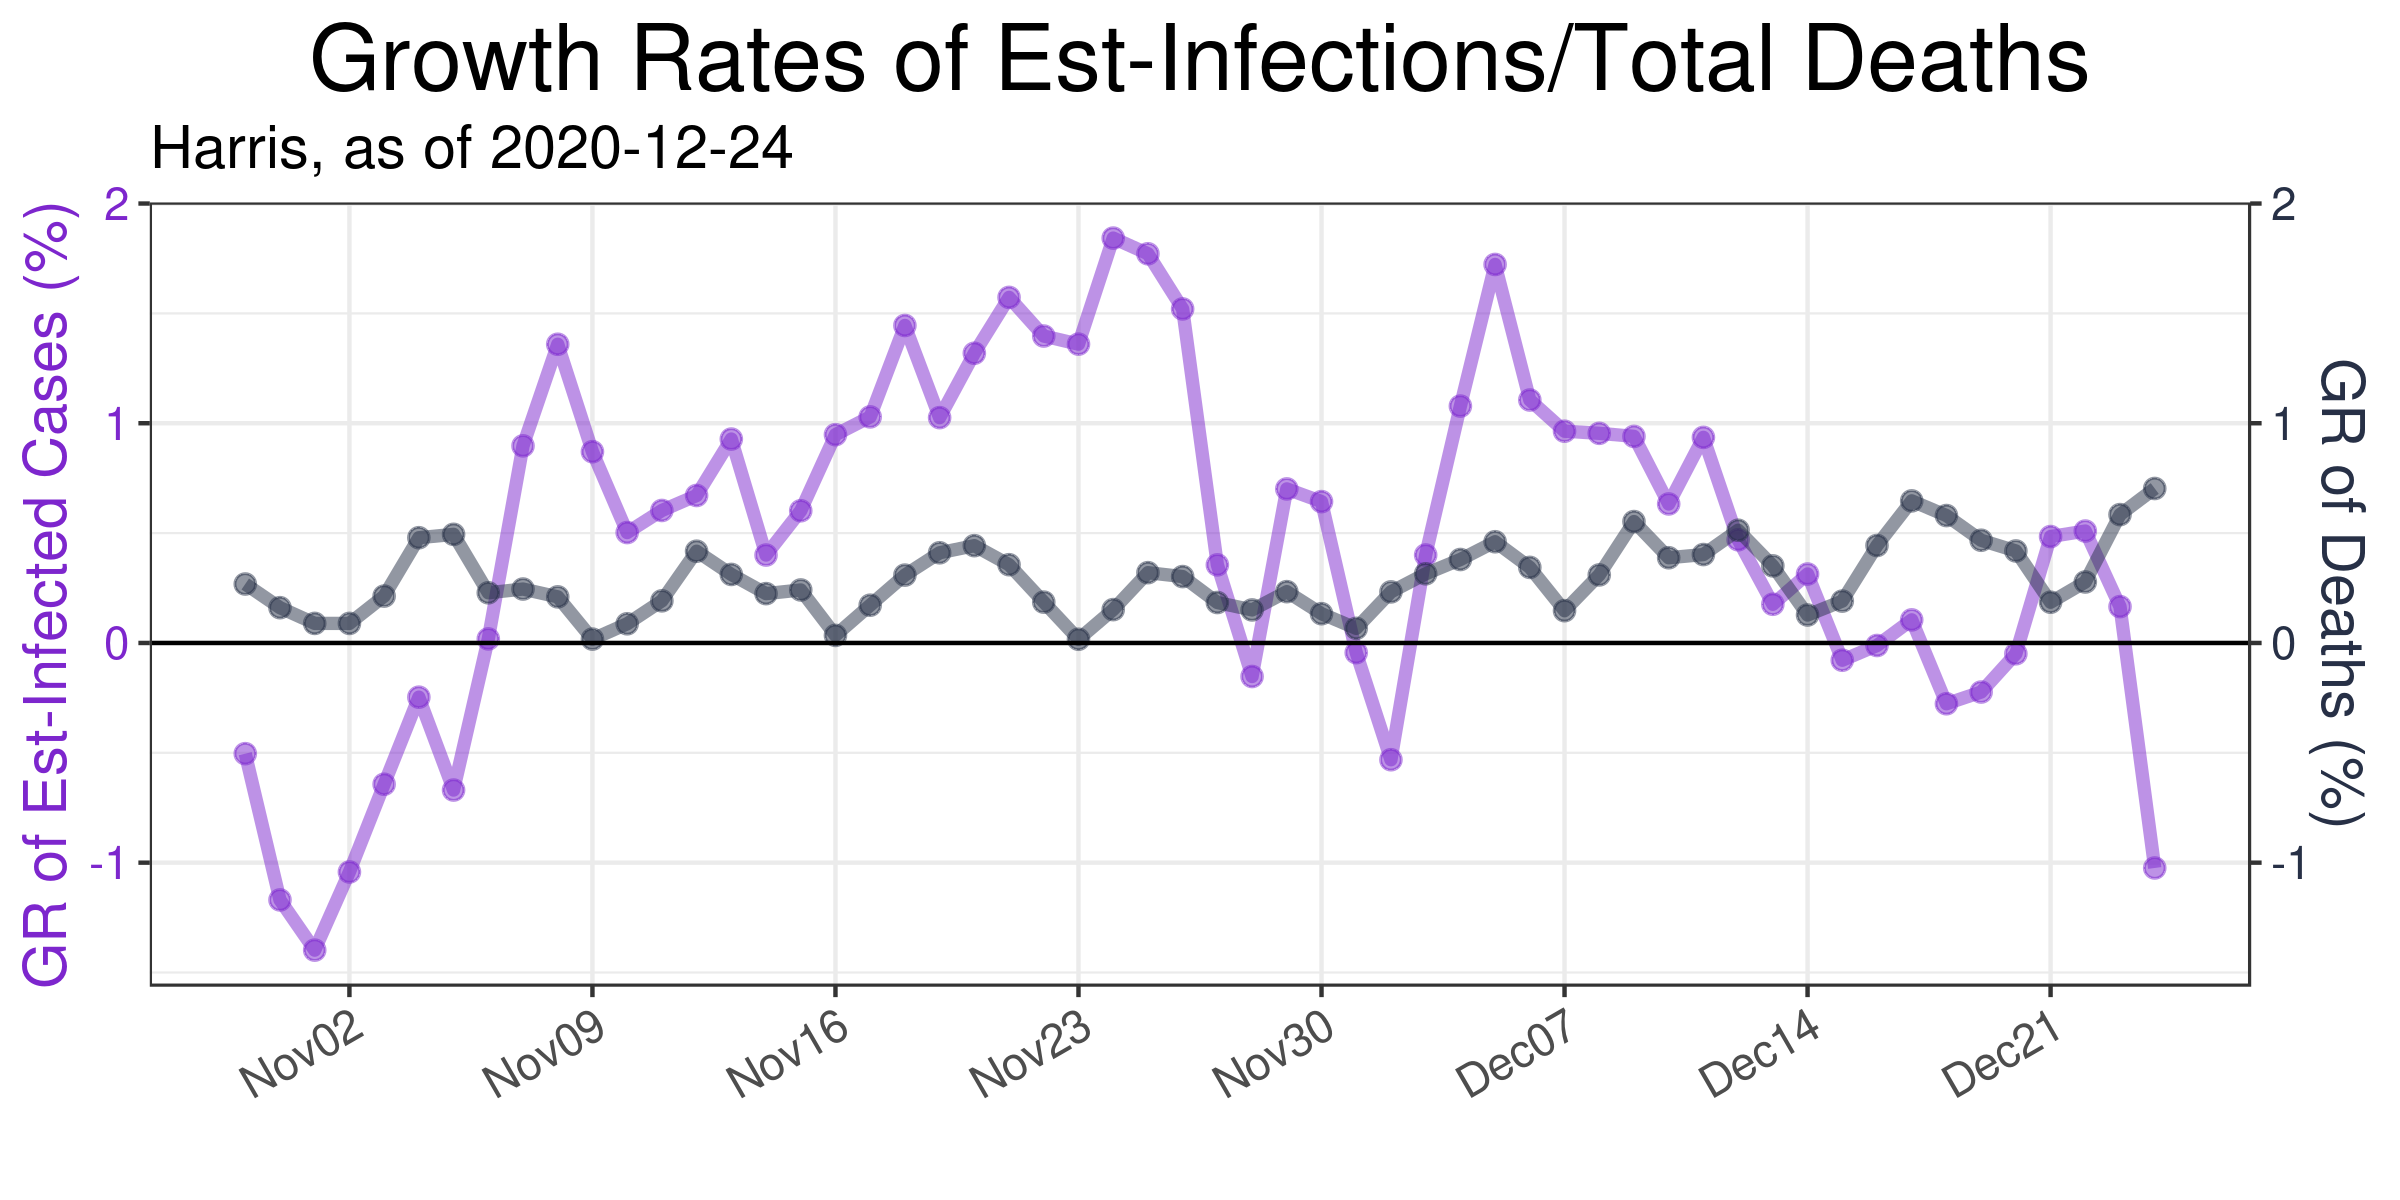 Growth Rates of Est-Infections/Total Deaths
Harris, as of 2020-12-24
GR of Est-Infected Cases (%)
2
1
0
-1
2
1
0
-1
GR of Deaths (%)
Nov02
Nov09
Nov16
Nov23
Nov30
Dec07
Dec14
Dec21